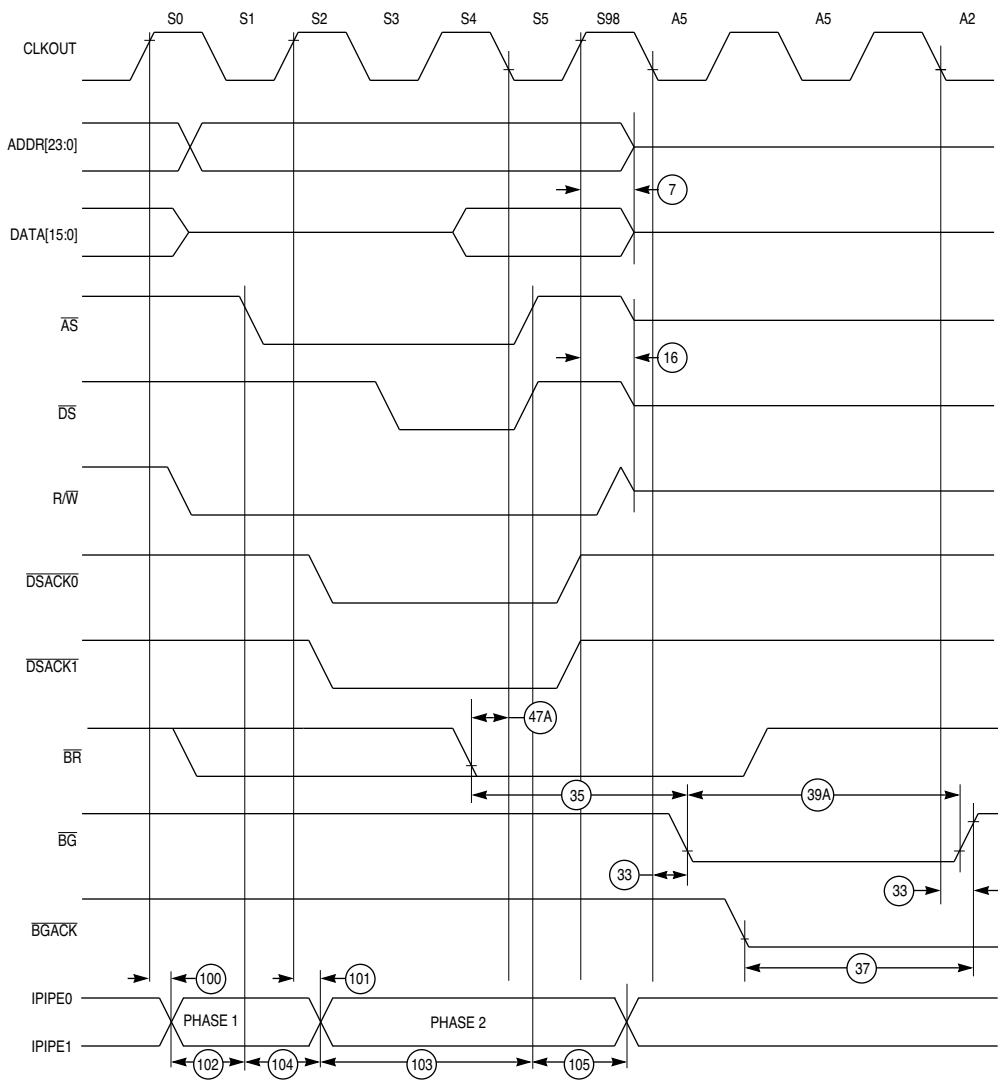 S0 S1 S2 S3 S4 S5 S98 A5 A5 A2
CLKOUT
ADDR[23:0]
7
DATA[15:0]
AS
16
DS
R/W
DSACK0
DSACK1
47A
BR
35 39A
BG
33 33
BGACK
37
100 101
IPIPE0
PHASE 1 PHASE 2
IPIPE1
102 104 103 105